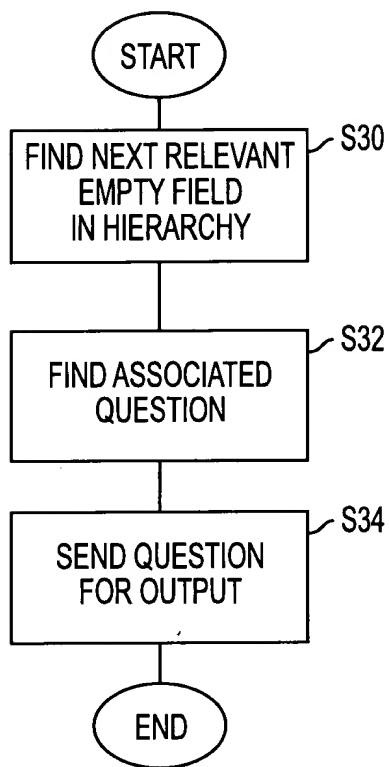 START
FIND NEXT RELEVANT
EMPTY FIELD
IN HIERARCHY
S30
FIND ASSOCIATED
QUESTION
S32
SEND QUESTION
FOR OUTPUT
S34
END